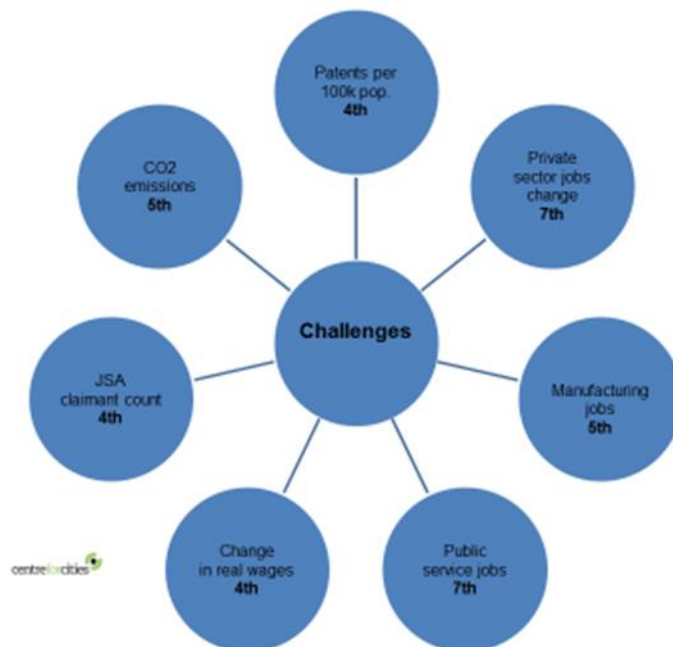 Patents per
100k pop.
4th
Private
sector jobs
change
7th
Manufacturing
jobs
5th
Public
service jobs
7th
Change
in real wages
4th
JSA
claimant count
4th
CO2
emissions
5th
Challenges
centreforcities